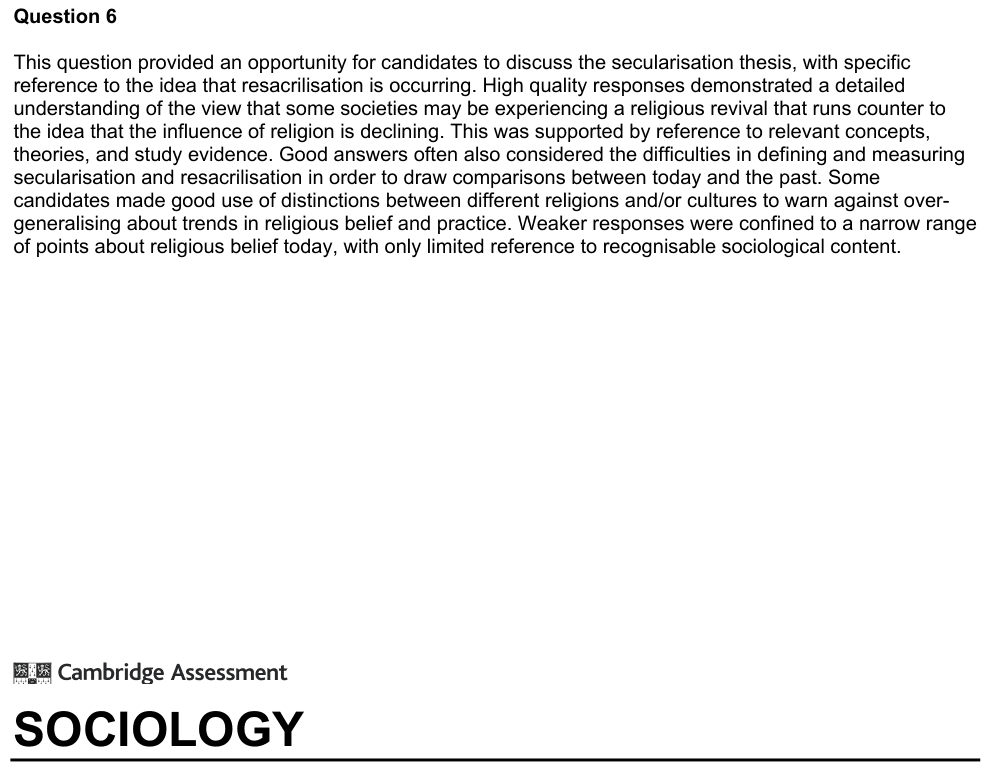 Question 6
This question provided an opportunity for candidates to discuss the secularisation thesis, with specific
reference to the idea that resacrilisation is occurring. High quality responses demonstrated a detailed
understanding of the view that some societies may be experiencing a religious revival that runs counter to
the idea that the influence of religion is declining. This was supported by reference to relevant concepts,
theories, and study evidence. Good answers often also considered the difficulties in defining and measuring
secularisation and resacrilisation in order to draw comparisons between today and the past. Some
candidates made good use of distinctions between different religions and/or cultures to warn against over-
generalising about trends in religious belief and practice. Weaker responses were confined to a narrow range
of points about religious belief today, with only limited reference to recognisable sociological content.
Cambridge Assessment
SOCIOLOGY